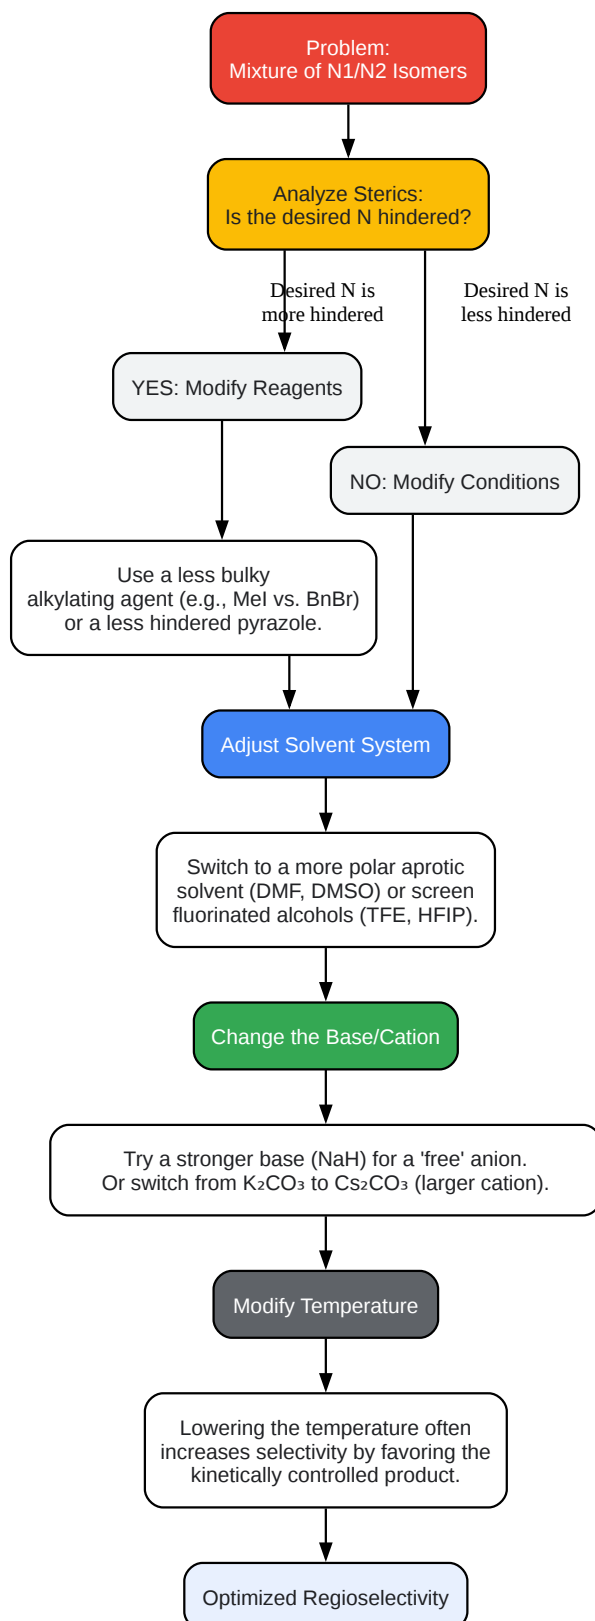 Problem:
Mixture of N1/N2 Isomers
Analyze Sterics:
Is the desired N hindered?
Desired N is
more hindered
Desired N is
less hindered
YES: Modify Reagents
NO: Modify Conditions
Use a less bulky
alkylating agent (e.g., MeI vs. BnBr)
or a less hindered pyrazole.
Adjust Solvent System
Switch to a more polar aprotic
solvent (DMF, DMSO) or screen
fluorinated alcohols (TFE, HFIP).
Change the Base/Cation
Try a stronger base (NaH) for a 'free' anion.
Or switch from K₂CO₃ to Cs₂CO₃ (larger cation).
Modify Temperature
Lowering the temperature often
increases selectivity by favoring the
kinetically controlled product.
Optimized Regioselectivity